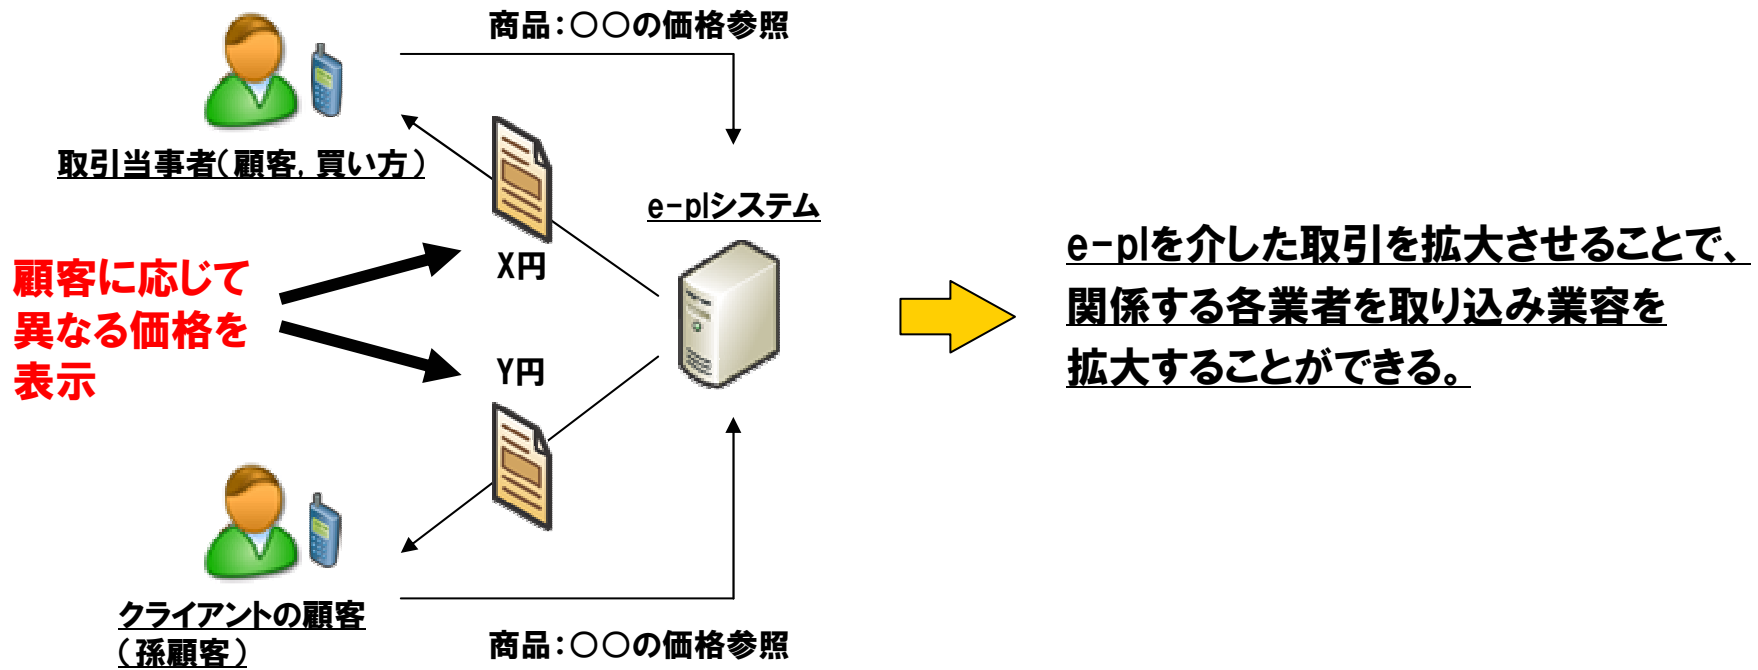 商品：○○の価格参照
取引当事者（顧客，買い方）
e-plシステム
X円
顧客に応じて
異なる価格を
表示
Y円
e-plを介した取引を拡大させることで、
関係する各業者を取り込み業容を
拡大することができる。
クライアントの顧客
（孫顧客）
商品：○○の価格参照